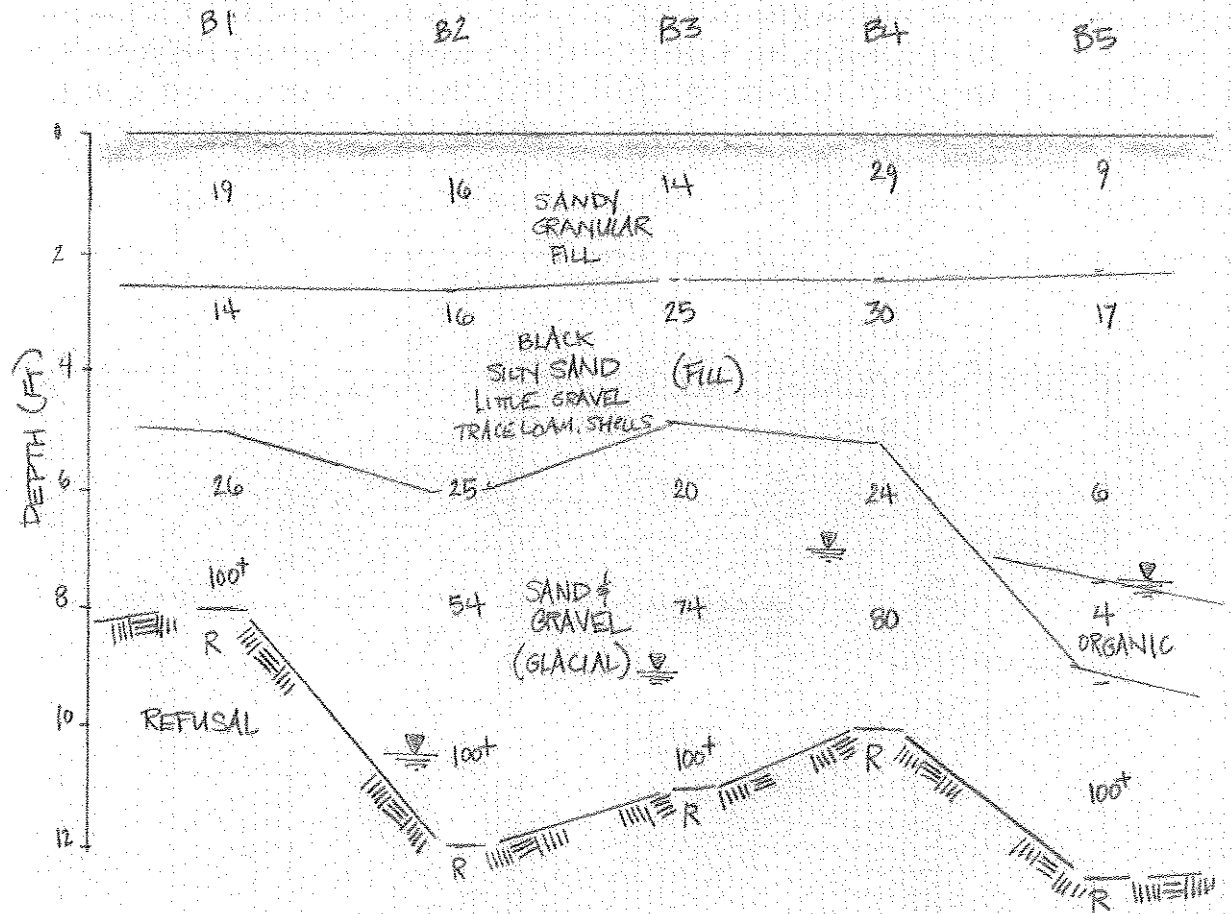 B1 B2 B3 B4 B5
0
19 16 14 29 9
SANDY
GRANULAR
FILL
2
14 16 25 30 17
BLACK
SILTY SAND (FILL)
LITTLE GRAVEL
TRACE LOAM, SHELLS
4
DEPTH (FT)
6
26 25 20 24 6
100+
8
54 SAND & 74 80 4
GRAVEL
ORGANIC
(GLACIAL)
R
10
REFUSAL
100+ 100+ R 100+
R
12
R R